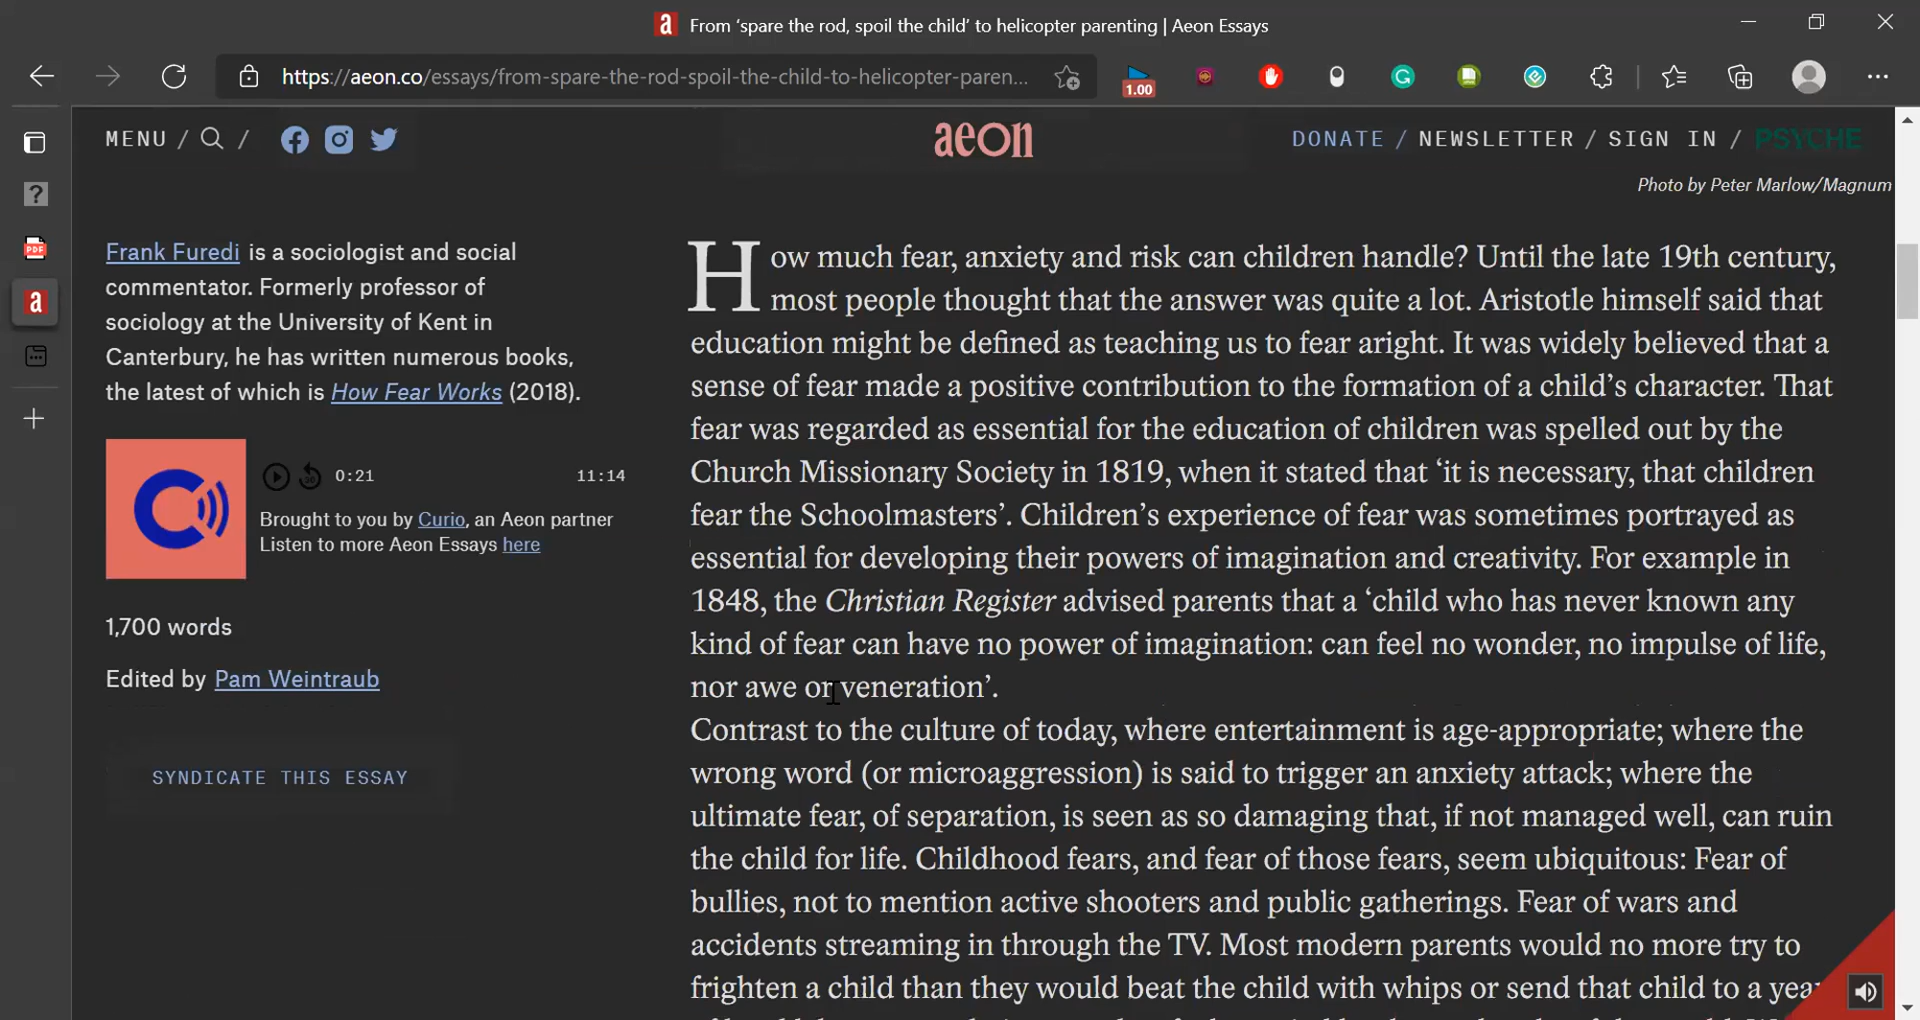 From ‘spare the rod, spoil the child’ to helicopter parenting | Aeon Essays
https://aeon.co/essays/from-spare-the-rod-spoil-the-child-to-helicopter-paren...
1.00
MENU / /
aeon
DONATE / NEWSLETTER / SIGN IN / PSYCHE
Photo by Peter Marlow/Magnum
Frank Furedi is a sociologist and social
commentator. Formerly professor of
sociology at the University of Kent in
Canterbury, he has written numerous books,
the latest of which is How Fear Works (2018).
0:21 11:14
Brought to you by Curio, an Aeon partner
Listen to more Aeon Essays here
1,700 words
Edited by Pam Weintraub
SYNDICATE THIS ESSAY
How much fear, anxiety and risk can children handle? Until the late 19th century,
most people thought that the answer was quite a lot. Aristotle himself said that
education might be defined as teaching us to fear aright. It was widely believed that a
sense of fear made a positive contribution to the formation of a child’s character. That
fear was regarded as essential for the education of children was spelled out by the
Church Missionary Society in 1819, when it stated that ‘it is necessary, that children
fear the Schoolmasters’. Children’s experience of fear was sometimes portrayed as
essential for developing their powers of imagination and creativity. For example in
1848, the Christian Register advised parents that a ‘child who has never known any
kind of fear can have no power of imagination: can feel no wonder, no impulse of life,
nor awe or veneration’.
Contrast to the culture of today, where entertainment is age-appropriate; where the
wrong word (or microaggression) is said to trigger an anxiety attack; where the
ultimate fear, of separation, is seen as so damaging that, if not managed well, can ruin
the child for life. Childhood fears, and fear of those fears, seem ubiquitous: Fear of
bullies, not to mention active shooters and public gatherings. Fear of wars and
accidents streaming in through the TV. Most modern parents would no more try to
frighten a child than they would beat the child with whips or send that child to a year